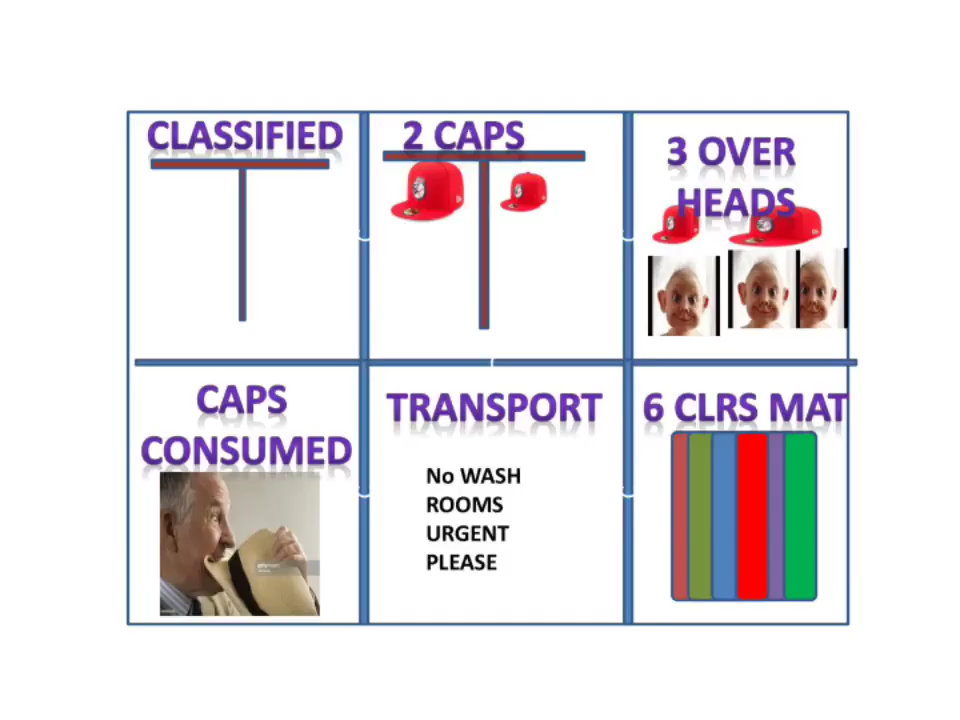 CLASSIFIED
2 CAPS
3 OVER
HEADS
CAPS
CONSUMED
TRANSPORT
No WASH
ROOMS
URGENT
PLEASE
6 CLRS MAT